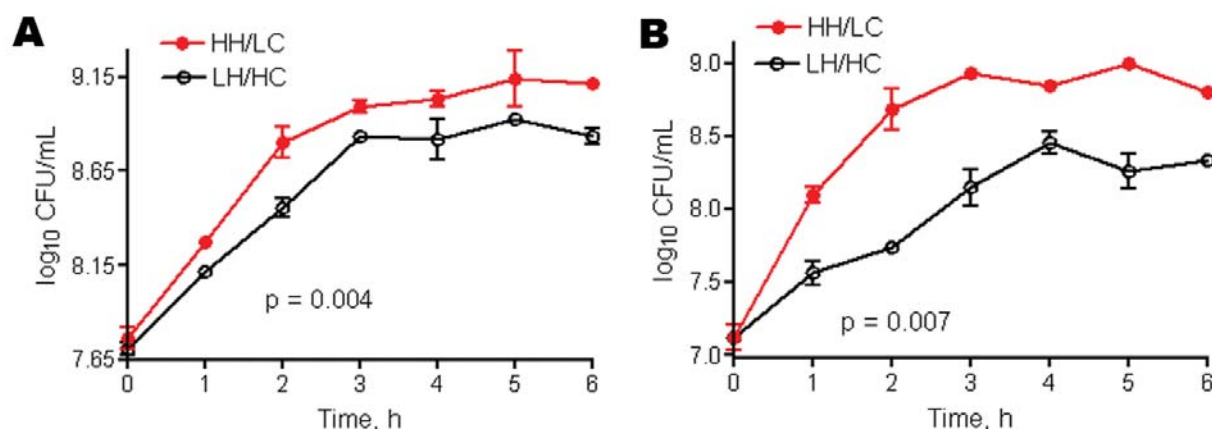 A
HH/LC
LH/HC
log10 CFU/mL
9.15
8.65
8.15
7.65
p = 0.004
0 1 2 3 4 5 6
Time, h
B
HH/LC
LH/HC
log10 CFU/mL
9.0
8.5
8.0
7.5
7.0
p = 0.007
0 1 2 3 4 5 6
Time, h